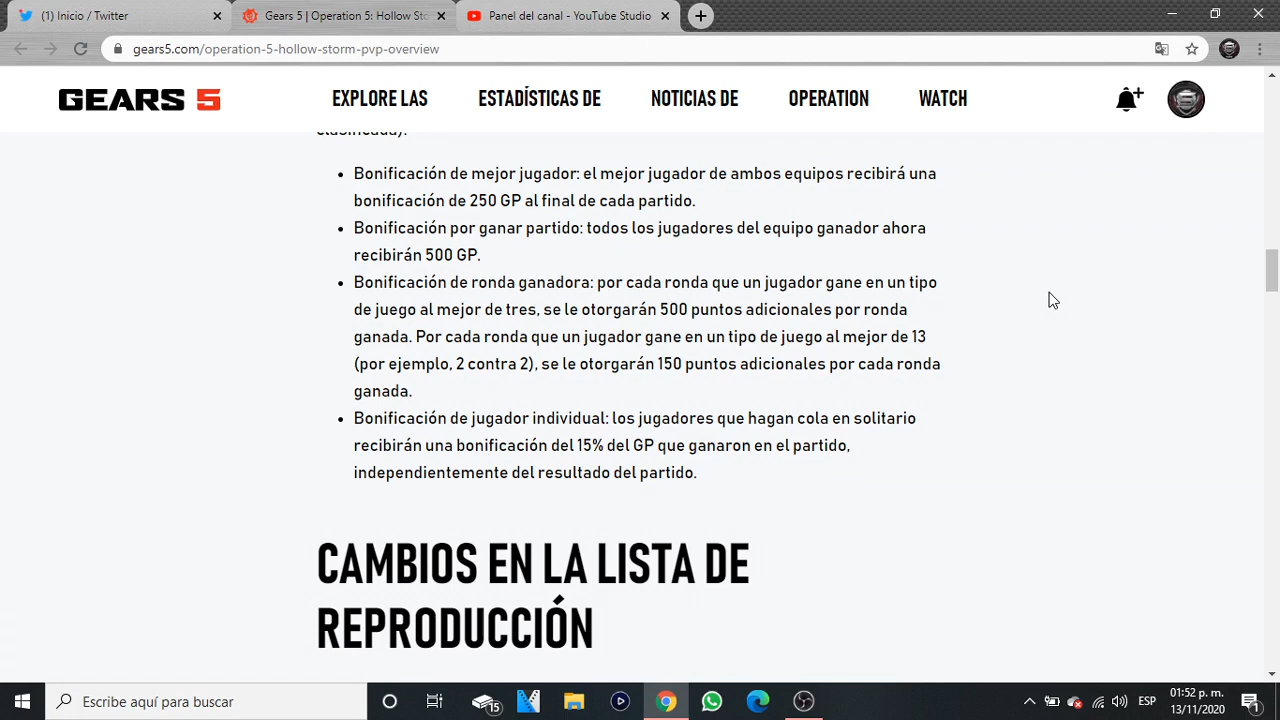 (1) Inicio / Twitter
Gears 5 | Operation 5: Hollow St
Panel del canal - YouTube Studio
gears5.com/operation-5-hollow-storm-pvp-overview
GEARS 5
EXPLORE LAS
ESTADÍSTICAS DE
NOTICIAS DE
OPERATION
WATCH
clasificada).
• Bonificación de mejor jugador: el mejor jugador de ambos equipos recibirá una
bonificación de 250 GP al final de cada partido.
• Bonificación por ganar partido: todos los jugadores del equipo ganador ahora
recibirán 500 GP.
• Bonificación de ronda ganadora: por cada ronda que un jugador gane en un tipo
de juego al mejor de tres, se le otorgarán 500 puntos adicionales por ronda
ganada. Por cada ronda que un jugador gane en un tipo de juego al mejor de 13
(por ejemplo, 2 contra 2), se le otorgarán 150 puntos adicionales por cada ronda
ganada.
• Bonificación de jugador individual: los jugadores que hagan cola en solitario
recibirán una bonificación del 15% del GP que ganaron en el partido,
independientemente del resultado del partido.
CAMBIOS EN LA LISTA DE
REPRODUCCIÓN
Escribe aquí para buscar
15
ESP
01:52 p. m.
13/11/2020
1